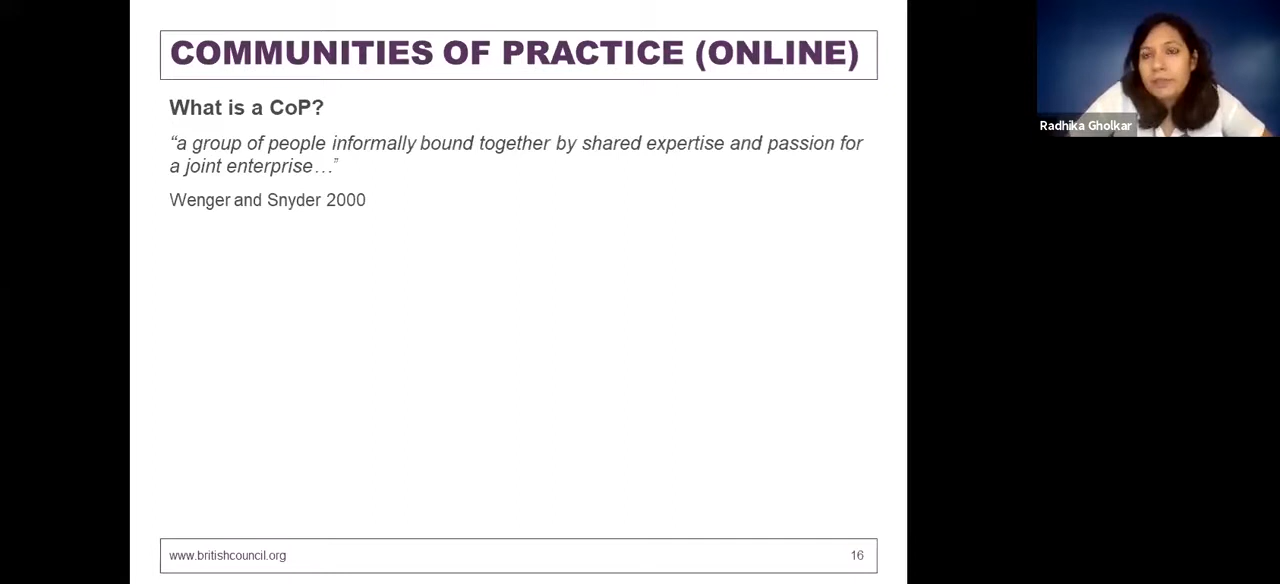 COMMUNITIES OF PRACTICE (ONLINE)
What is a CoP?
“a group of people informally bound together by shared expertise and passion for
a joint enterprise…”
Wenger and Snyder 2000
www.britishcouncil.org
16
Radhika Gholkar